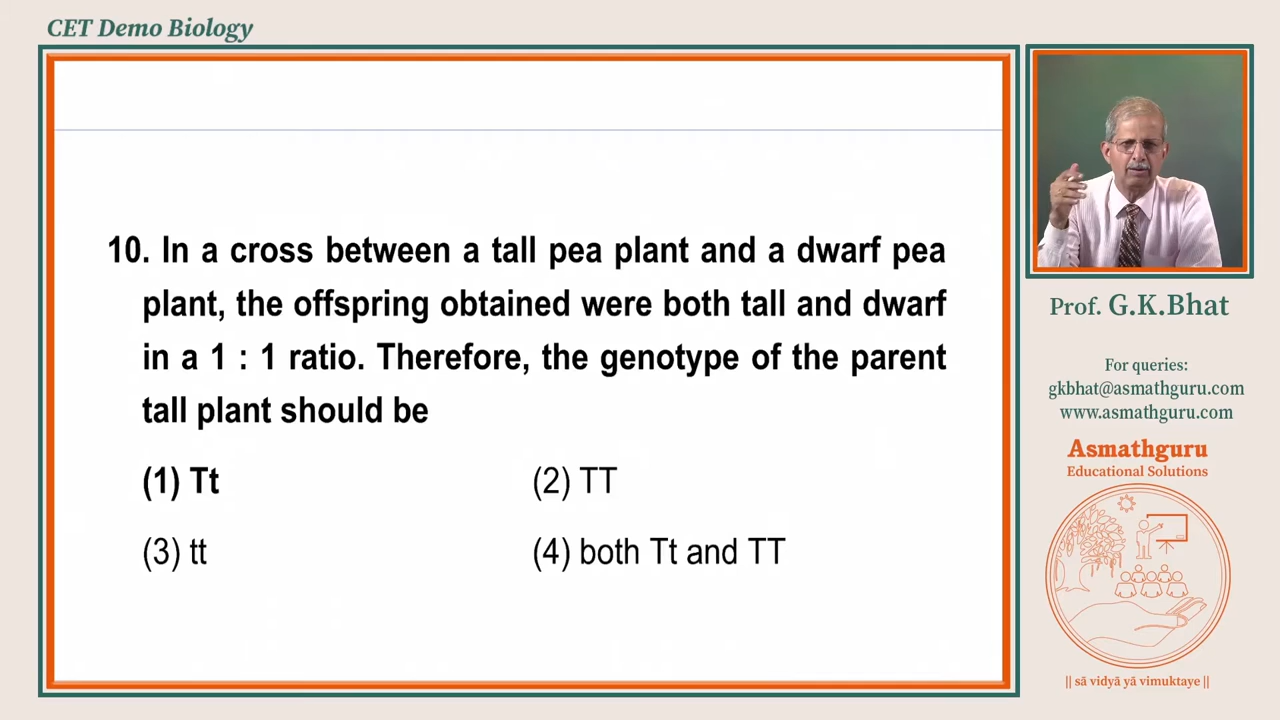 CET Demo Biology
10. In a cross between a tall pea plant and a dwarf pea
plant, the offspring obtained were both tall and dwarf
in a 1 : 1 ratio. Therefore, the genotype of the parent
tall plant should be
(1) Tt
(2) TT
(3) tt
(4) both Tt and TT
Prof. G.K.Bhat
For queries:
gkbhat@asmathguru.com
www.asmathguru.com
Asmathguru
Educational Solutions
|| sā vidyā yā vimuktaye ||